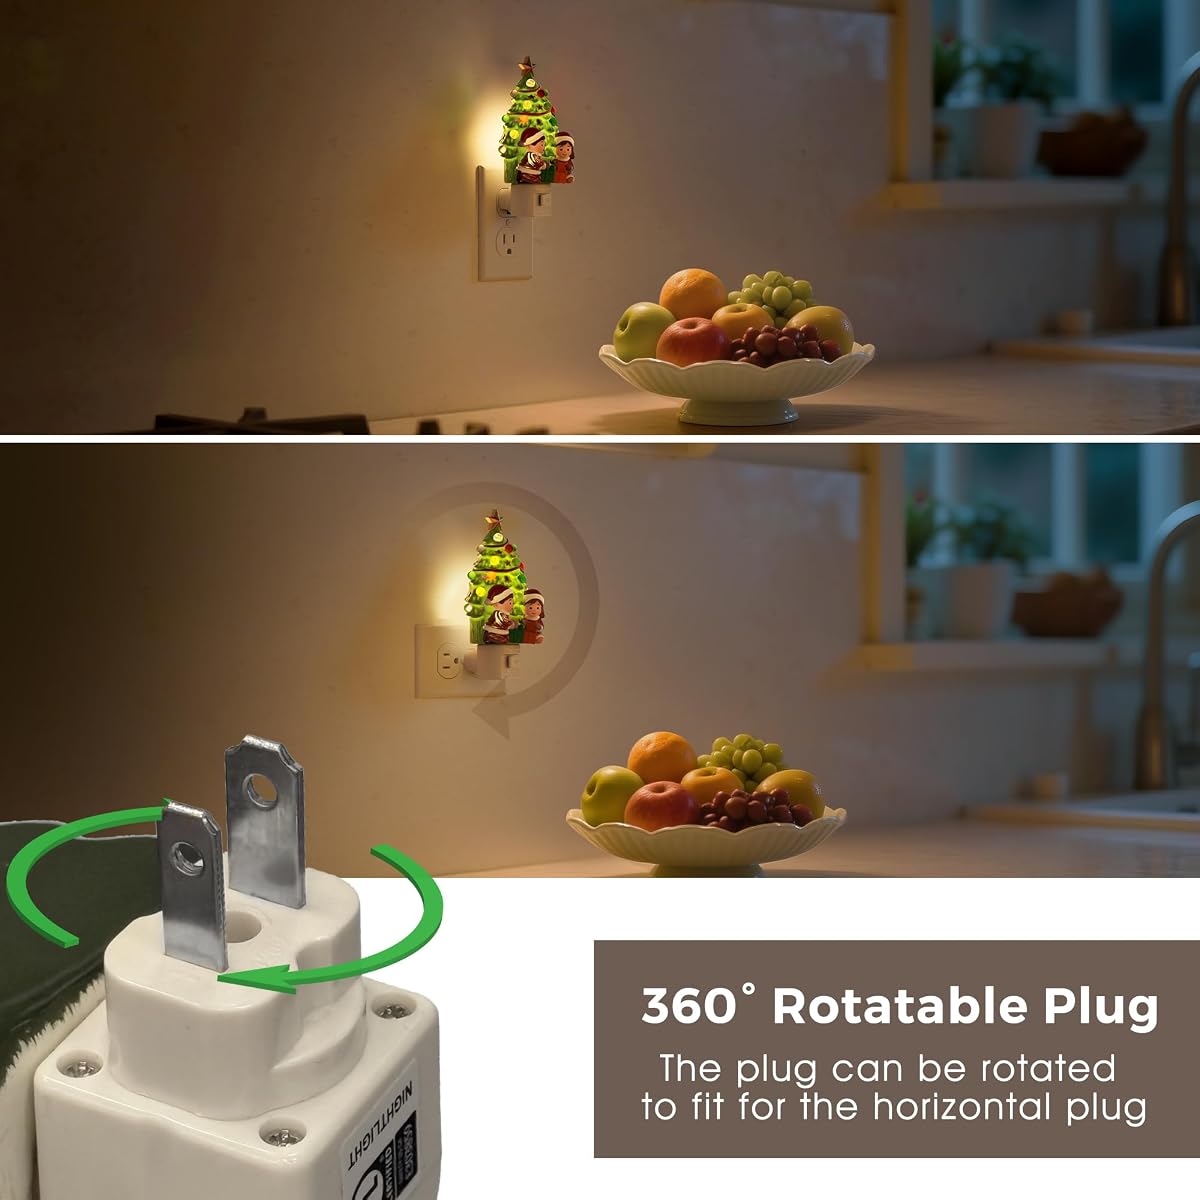 360° Rotatable Plug
The plug can be rotated
to fit for the horizontal plug
NIGHTLIGHT